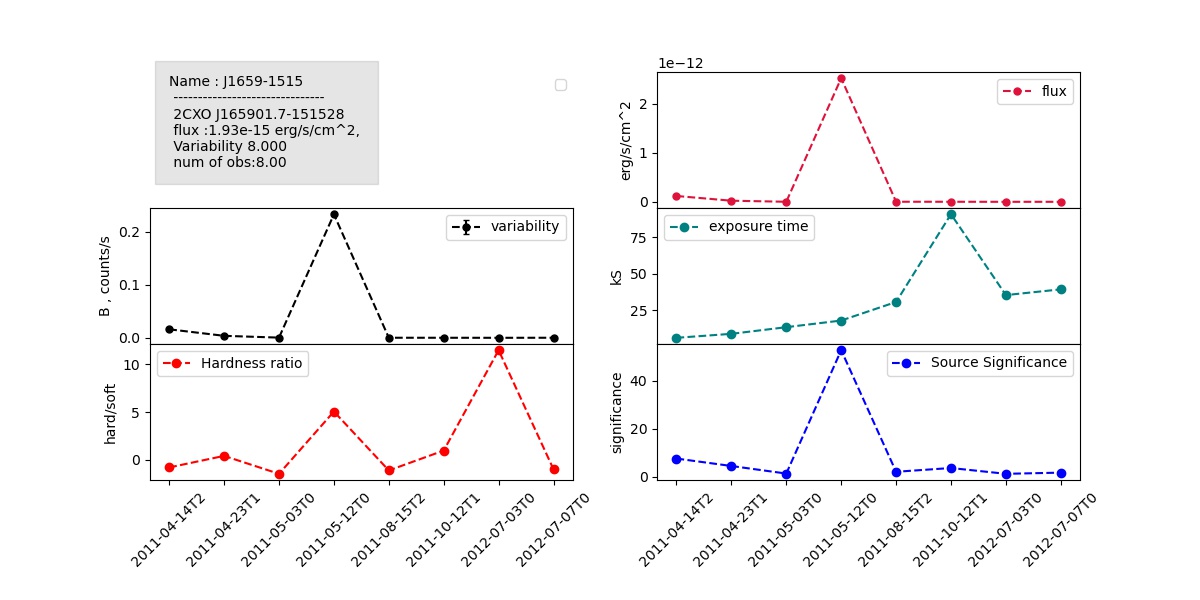 Name : J1659-1515
-------------------------------
2CXO J165901.7-151528
flux :1.93e-15 erg/s/cm^2,
Variability 8.000
num of obs:8.00
0.2
0.1
0.0
B , counts/s
variability
10
5
0
hard/soft
Hardness ratio
2011-04-14T2
2011-04-23T1
2011-05-03T0
2011-05-12T0
2011-08-15T2
2011-10-12T1
2012-07-03T0
2012-07-07T0
1e−12
2
1
0
erg/s/cm^2
flux
75
50
25
kS
exposure time
40
20
0
significance
Source Significance
2011-04-14T2
2011-04-23T1
2011-05-03T0
2011-05-12T0
2011-08-15T2
2011-10-12T1
2012-07-03T0
2012-07-07T0